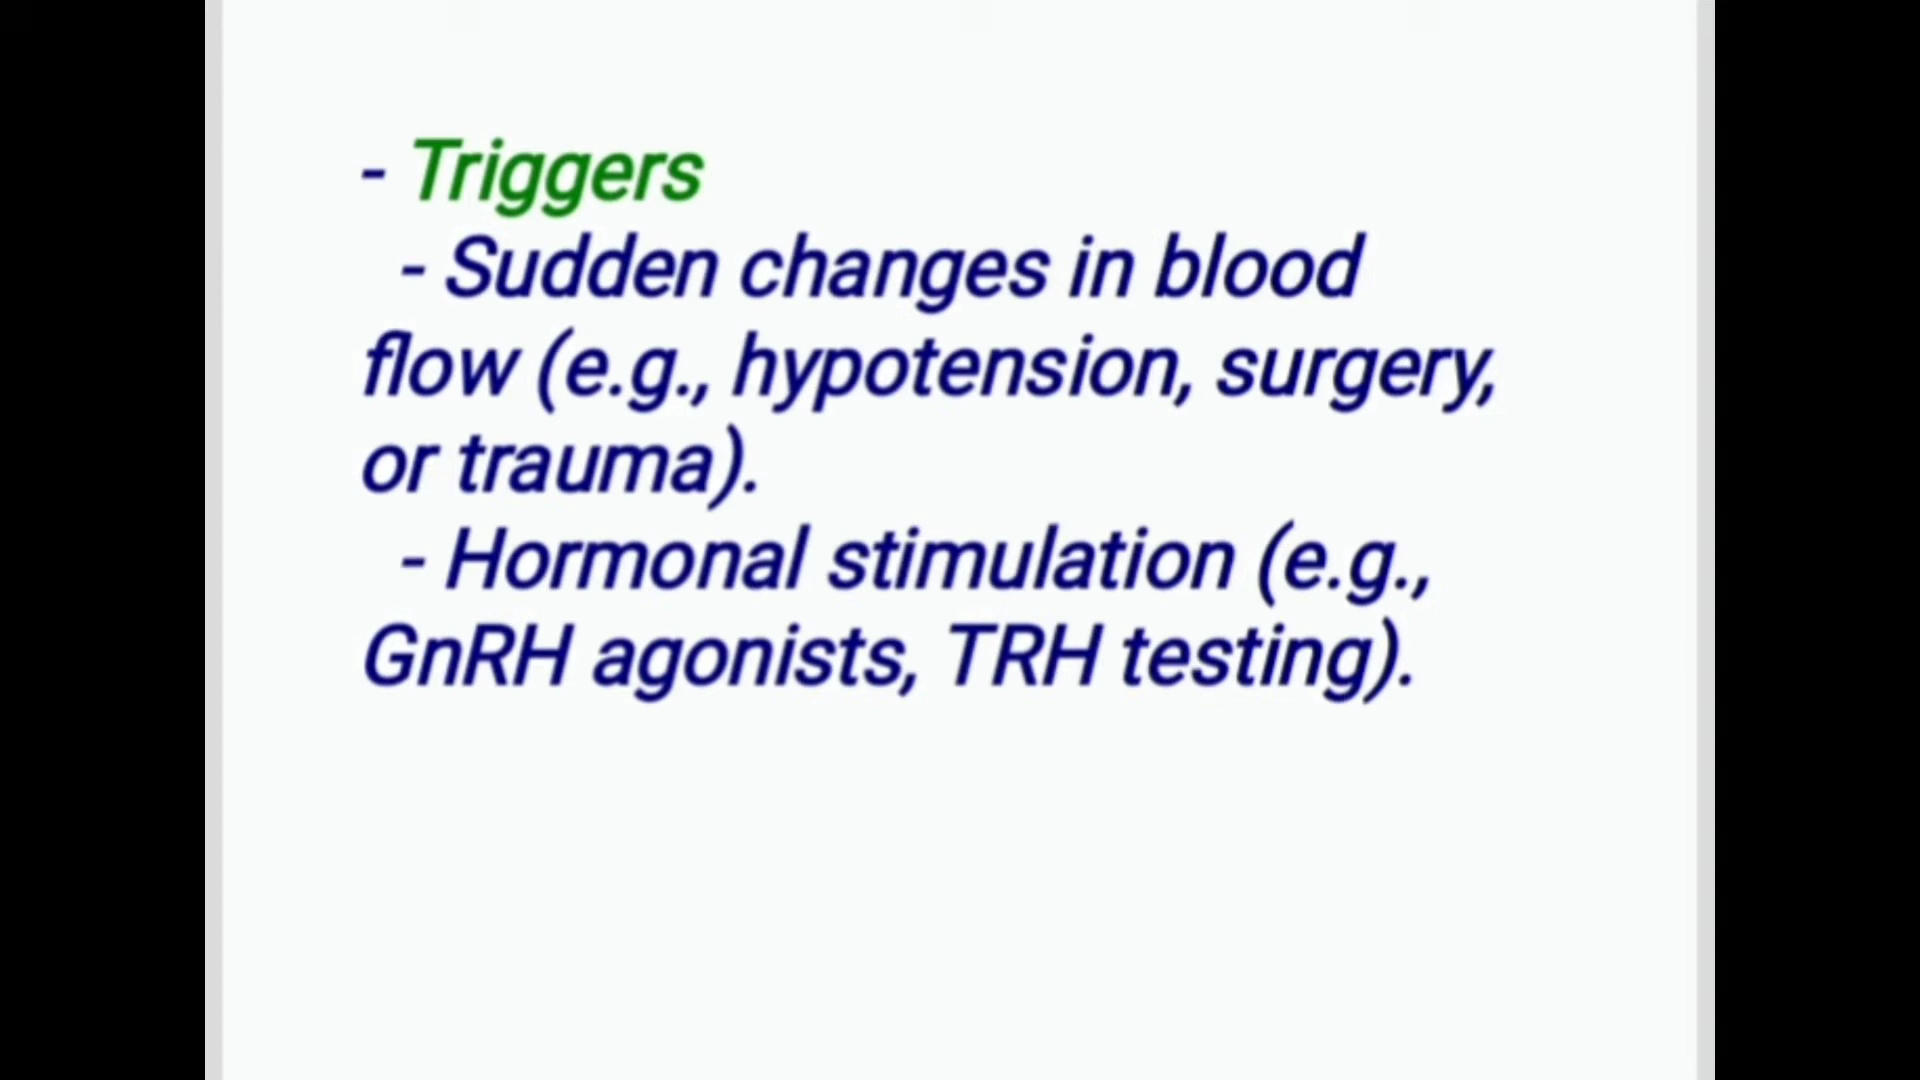 - Triggers
- Sudden changes in blood
flow (e.g., hypotension, surgery,
or trauma).
- Hormonal stimulation (e.g.,
GnRH agonists, TRH testing).